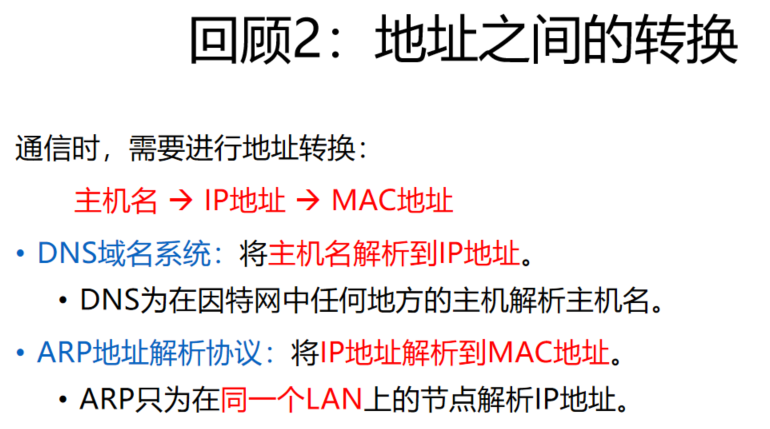 回顾2：地址之间的转换
通信时，需要进行地址转换：
主机名 → IP地址 → MAC地址
• DNS域名系统：将主机名解析到IP地址。
• DNS为在因特网中任何地方的主机解析主机名。
• ARP地址解析协议：将IP地址解析到MAC地址。
• ARP只为在同一个LAN上的节点解析IP地址。